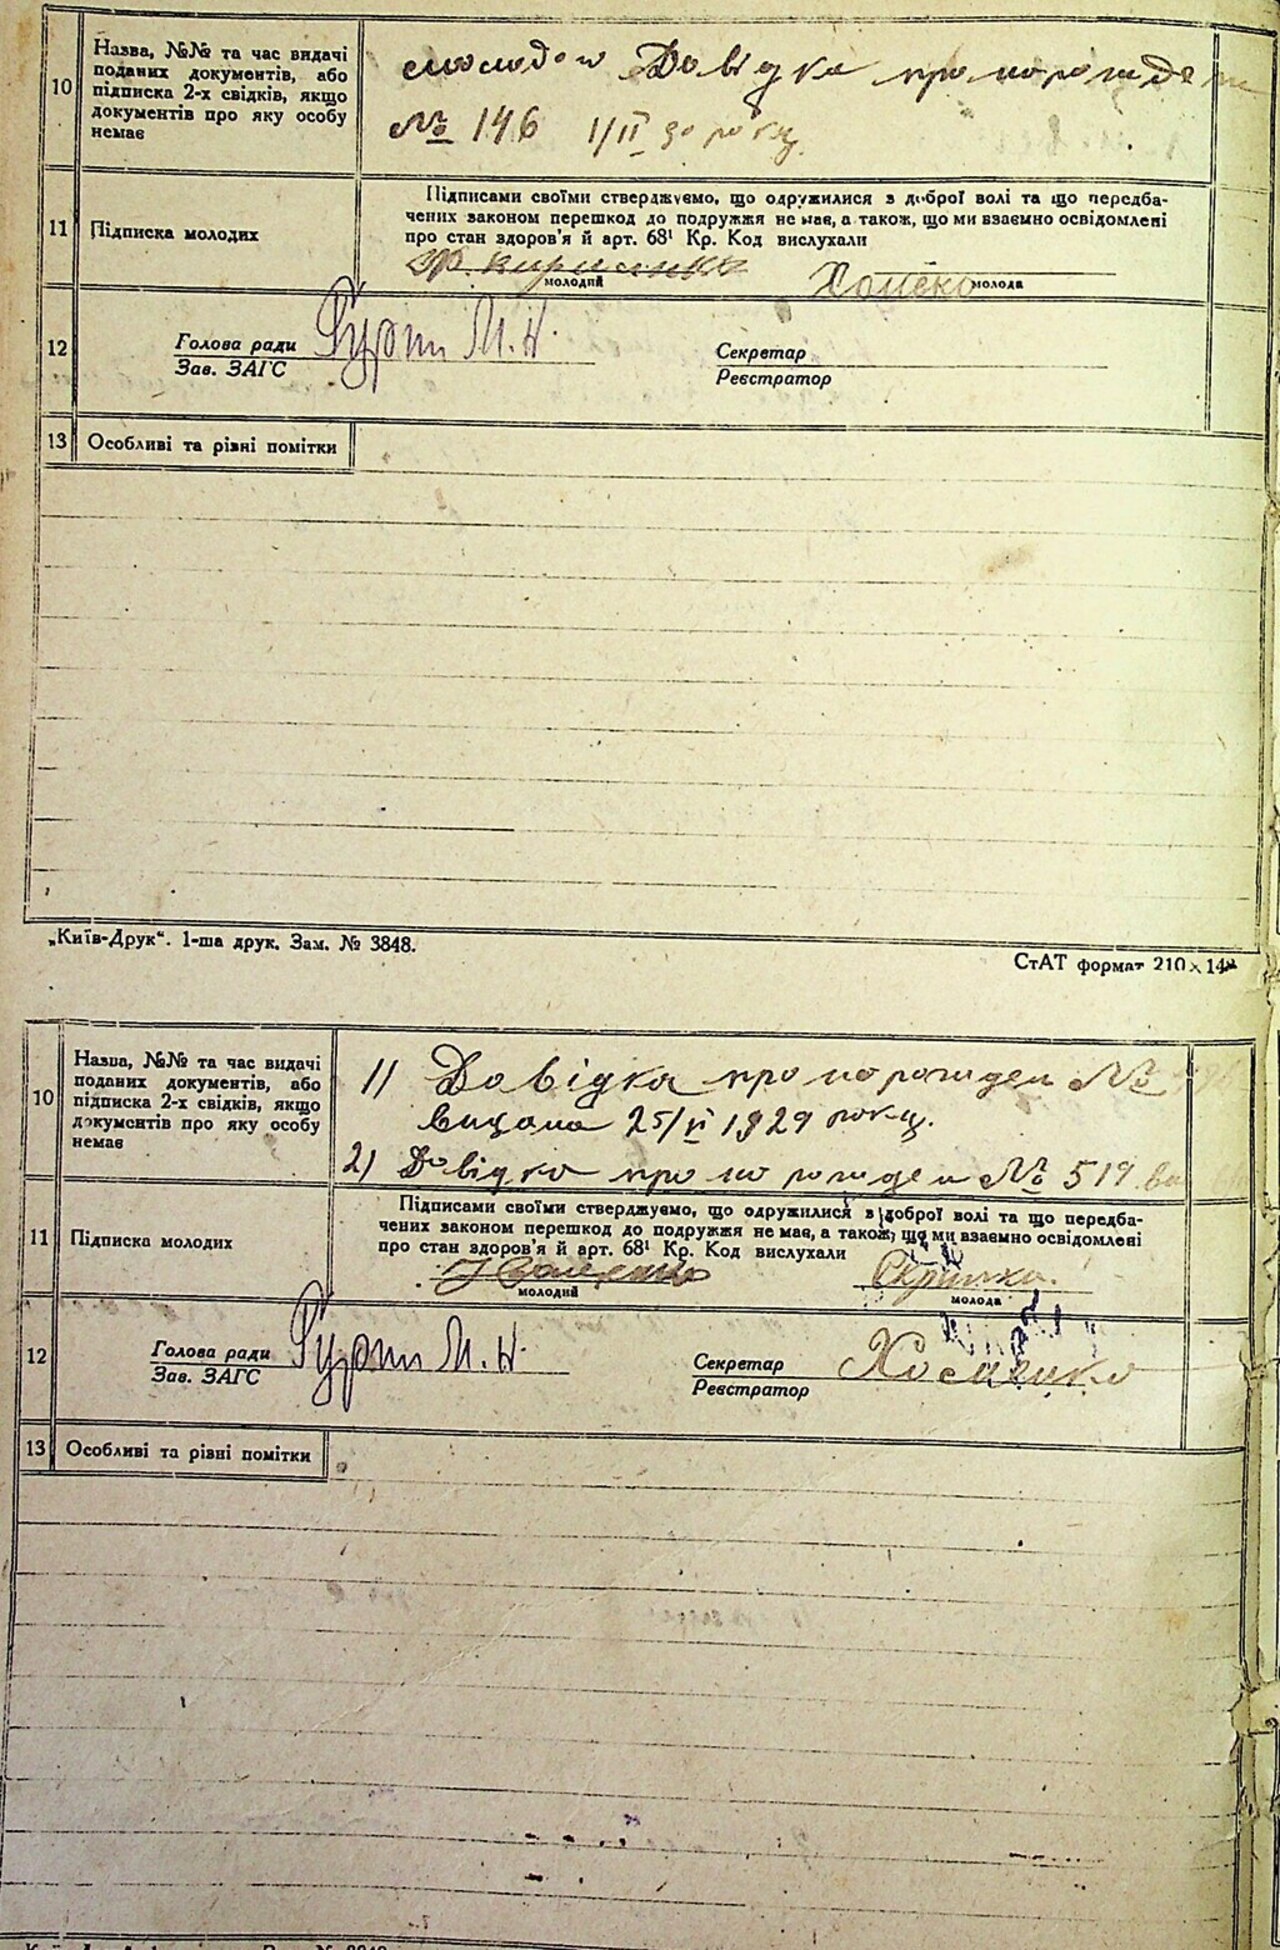 10
Назва, №№ та час видачі
поданих документів, або
підписка 2-х свідків, якщо
документів про яку особу
немає
Довідка про
№ 146 1/II 30 року
11
Підписка молодих
Підписами своїми стверджуємо, що одружилися з доброї волі та що передба-
чених законом перешкод до подружжя не має, а також, що ми взаємно освідомлені
про стан здоров'я й арт. 68¹ Кр. Код вислухали
молодий
молода
12
Голова ради
Зав. ЗАГС
М. Н.
Секретар
Реєстратор
13
Особливі та рівні помітки
„Київ-Друк“. 1-ша друк. Зам. № 3848.
СтАТ формат 210×14
10
Назва, №№ та час видачі
поданих документів, або
підписка 2-х свідків, якщо
документів про яку особу
немає
1) Довідка про №
видана 25/VI 1929 року.
2) Довідка про № 519
11
Підписка молодих
Підписами своїми стверджуємо, що одружилися з доброї волі та що передба-
чених законом перешкод до подружжя не має, а також, що ми взаємно освідомлені
про стан здоров'я й арт. 68¹ Кр. Код вислухали
молодий
молода
12
Голова ради
Зав. ЗАГС
М. Н.
Секретар
Реєстратор
Хоменко
13
Особливі та рівні помітки